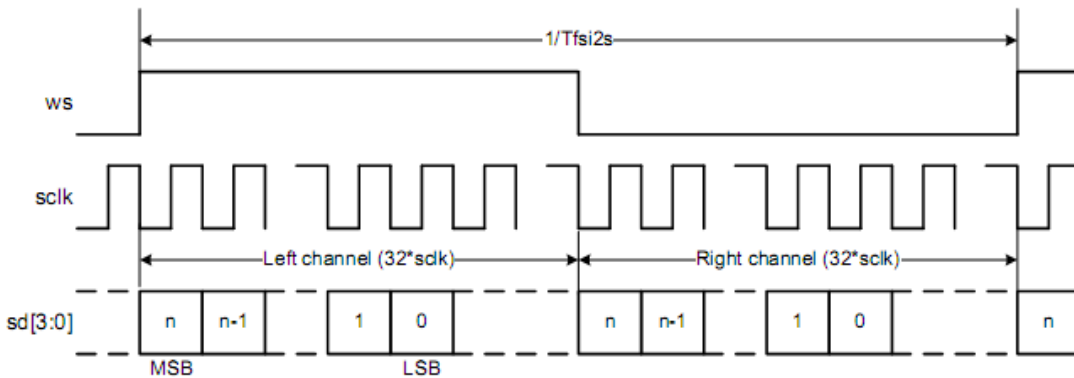 1/Tfsi2s
ws
sclk
Left channel (32*sclk)
Right channel (32*sclk)
sd[3:0]
n n-1 1 0 n n-1 1 0 n
MSB LSB